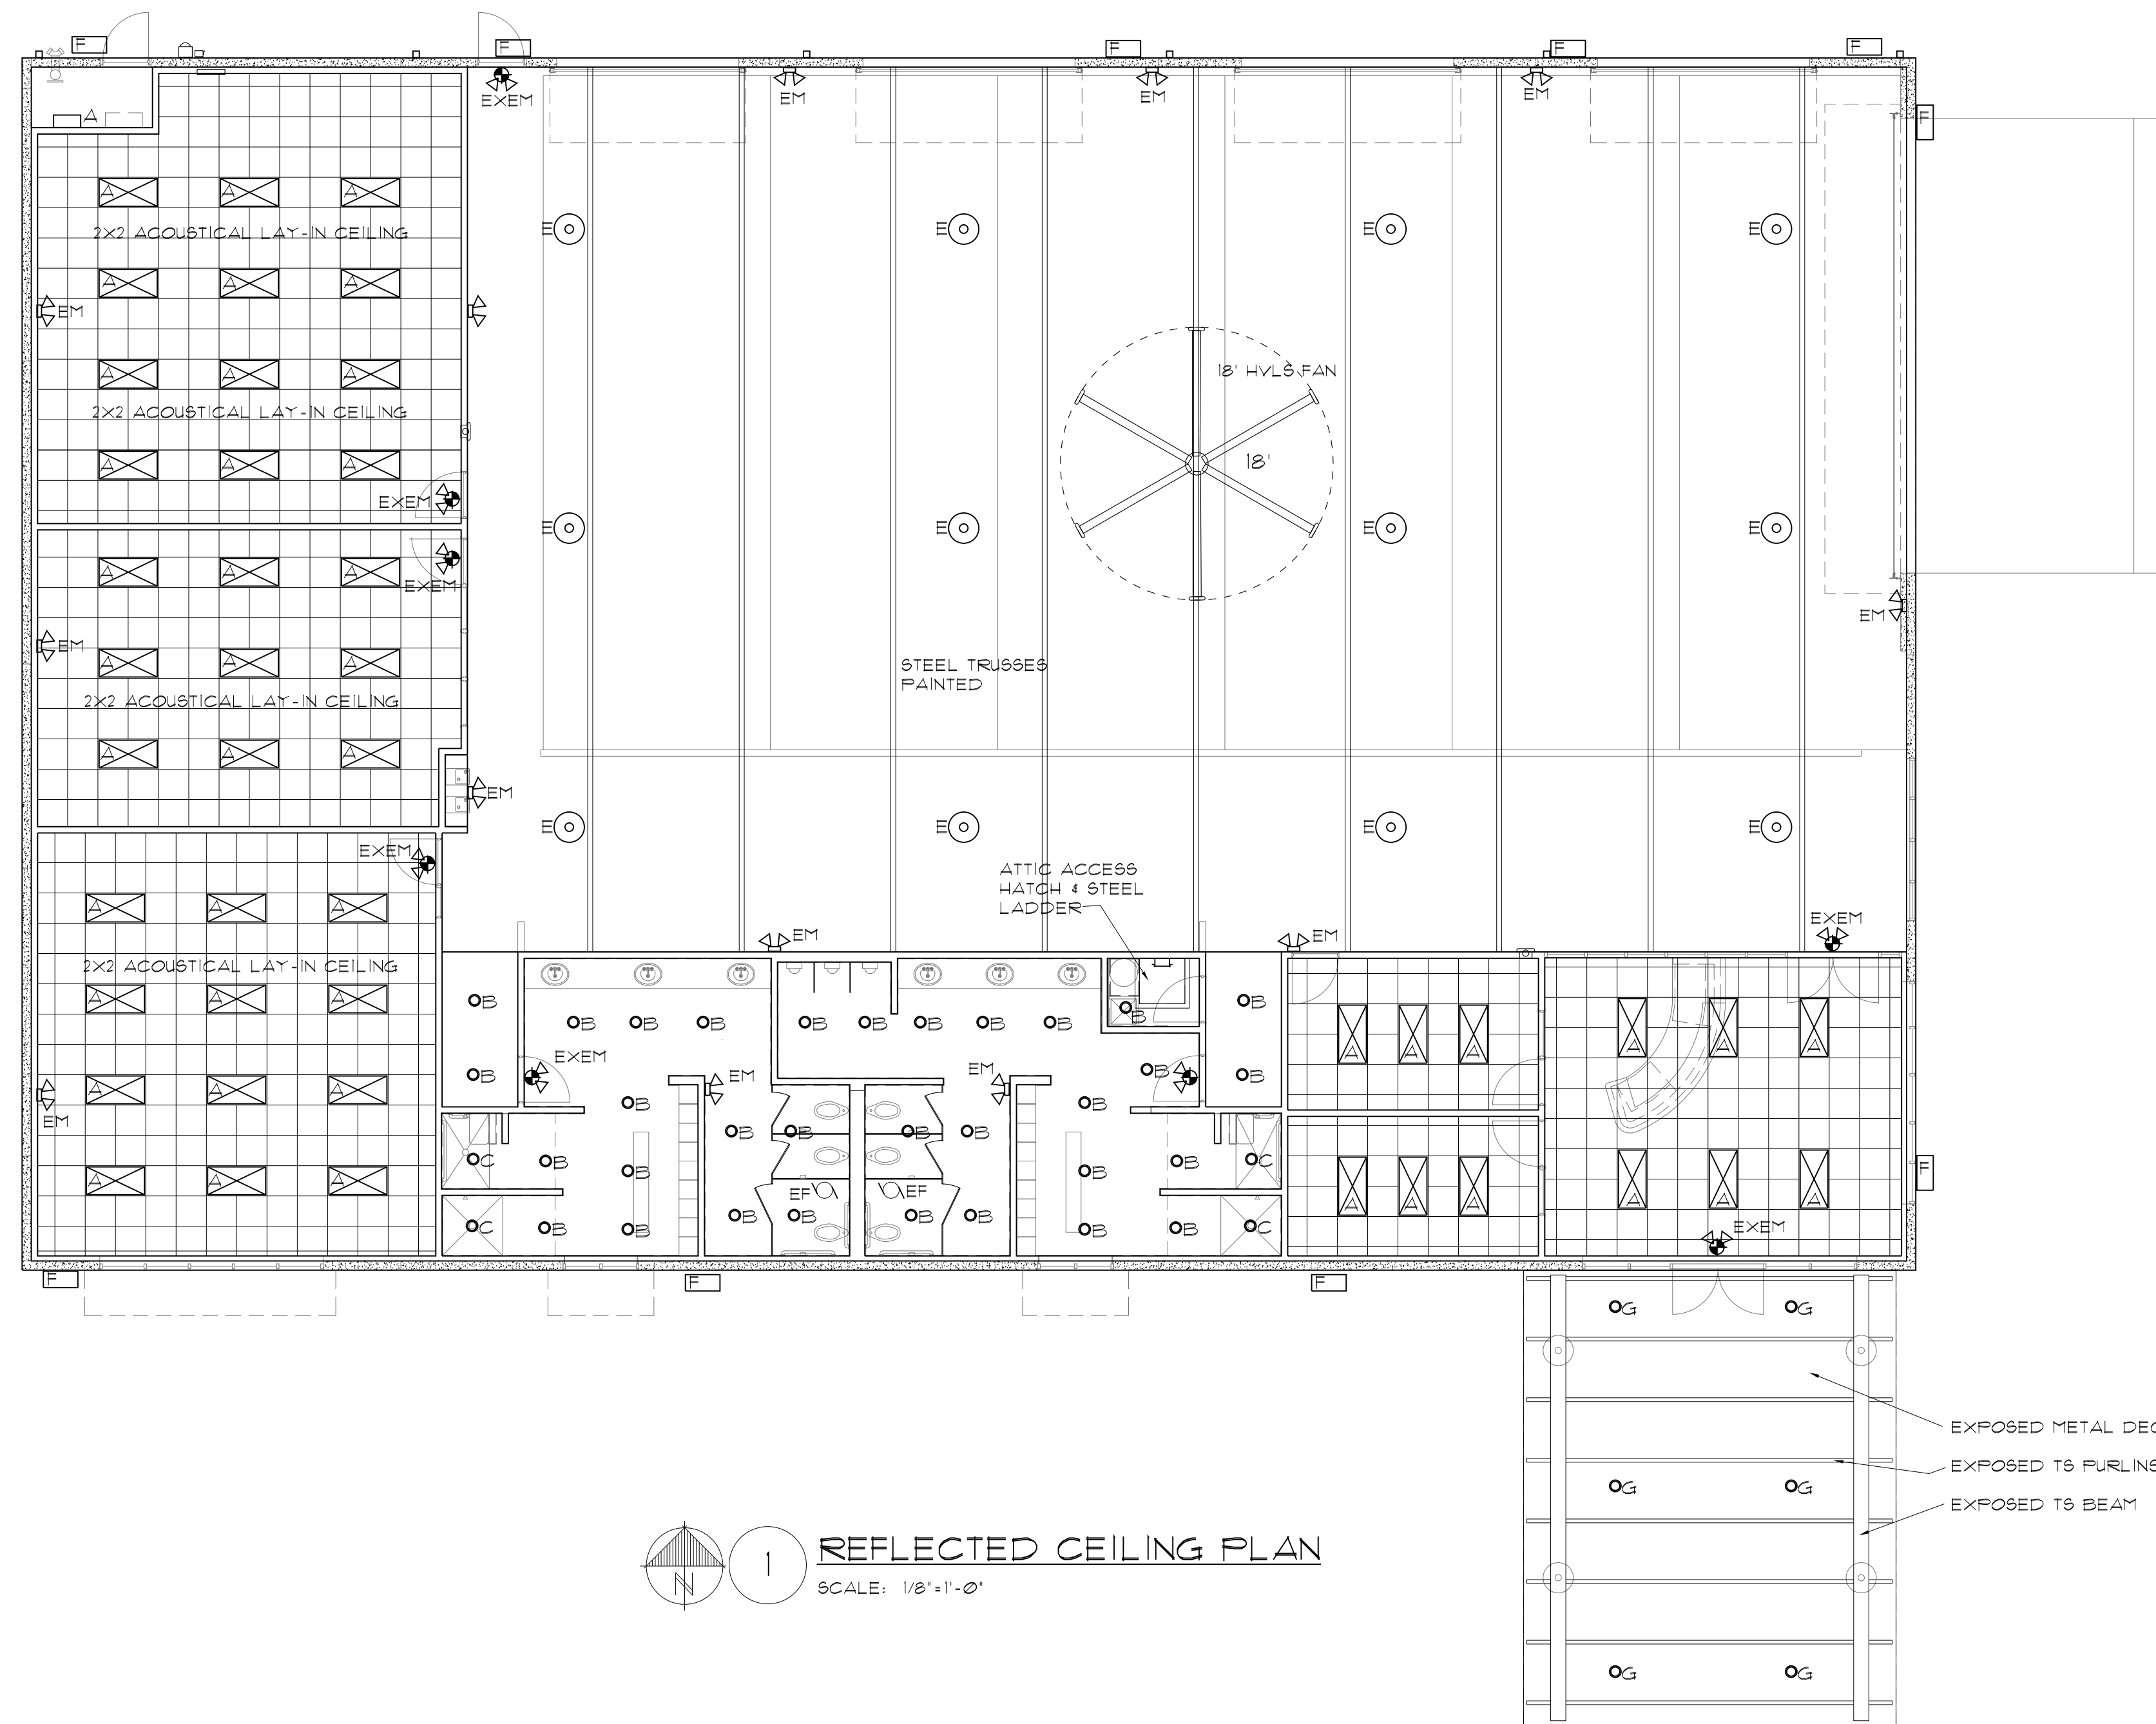 F
F
F
F
F
EXEM
EM
EM
EM
A
F
A
A
A
2X2 ACOUSTICAL LAY-IN CEILING
E
E
E
E
A
A
A
EM
18' HVLS FAN
A
A
A
2X2 ACOUSTICAL LAY-IN CEILING
18'
A
A
A
EXEM
E
E
E
E
A
A
A
EXEM
EM
EM
A
A
A
STEEL TRUSSES
PAINTED
2X2 ACOUSTICAL LAY-IN CEILING
A
A
A
EM
E
E
E
E
EXEM
ATTIC ACCESS
HATCH & STEEL
LADDER
A
A
A
EM
EM
EXEM
2X2 ACOUSTICAL LAY-IN CEILING
A
A
A
B
B
B
B
B
B
B
B
B
B
B
B
A
A
A
A
A
A
EXEM
B
EM
EM
B
B
A
A
A
EM
B
B
B
B
B
B
C
B
B
B
B
C
F
A
A
A
EF
EF
A
A
A
A
A
A
B
B
B
B
C
B
B
B
B
C
EXEM
F
F
F
G
G
EXPOSED METAL DEC
EXPOSED TS PURLINS
G
G
EXPOSED TS BEAM
1
REFLECTED CEILING PLAN
N
SCALE: 1/8"=1'-0"
G
G